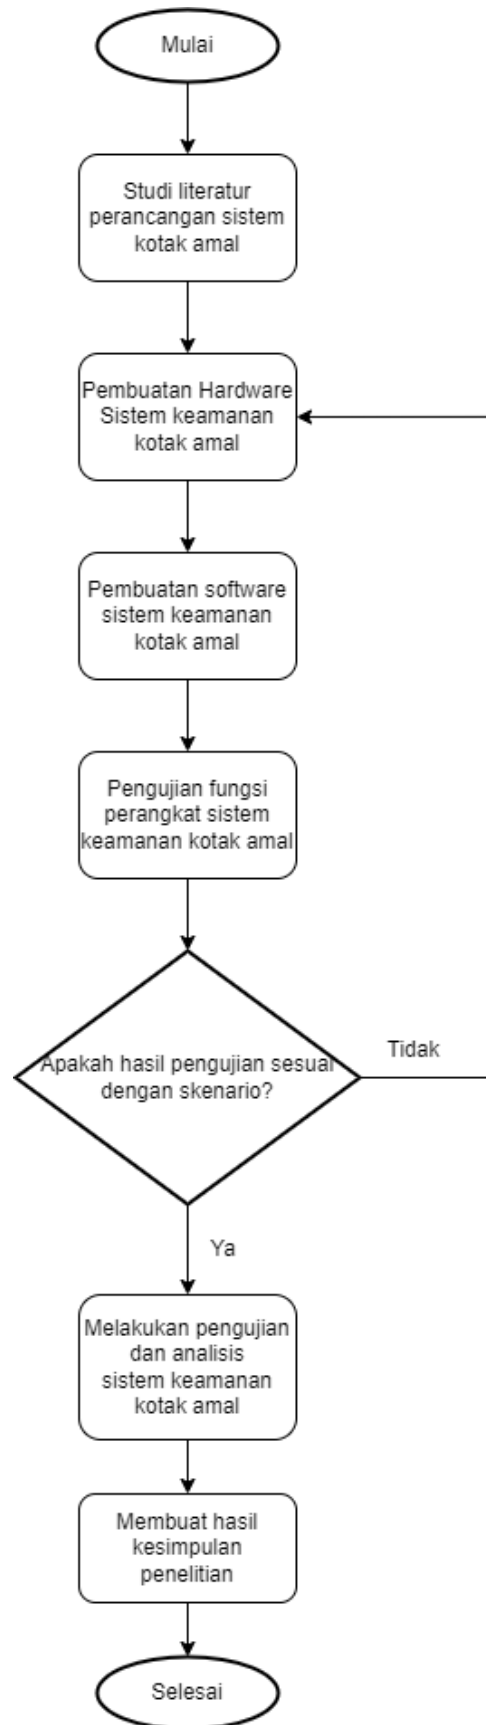 Mulai
Studi literatur
perancangan sistem
kotak amal
Pembuatan Hardware
Sistem keamanan
kotak amal
Pembuatan software
sistem keamanan
kotak amal
Pengujian fungsi
perangkat sistem
keamanan kotak amal
Apakah hasil pengujian sesuai
dengan skenario?
Tidak
Ya
Melakukan pengujian
dan analisis
sistem keamanan
kotak amal
Membuat hasil
kesimpulan
penelitian
Selesai